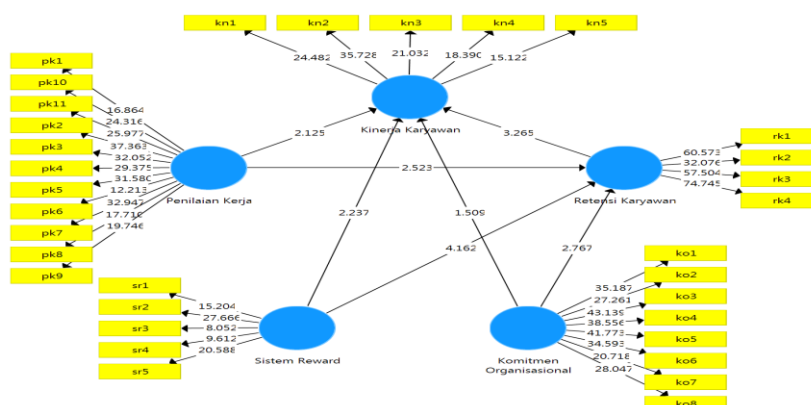 kn1
kn2
kn3
kn4
kn5
24.482
35.728
21.032
18.390
15.122
Kinerja Karyawan
pk1
pk10
pk11
pk2
pk3
pk4
pk5
pk6
pk7
pk8
pk9
16.864
24.316
25.977
37.363
32.052
29.375
31.580
12.213
32.947
17.716
19.746
Penilaian Kerja
2.125
3.265
2.523
2.237
1.509
4.162
2.767
rk1
rk2
rk3
rk4
60.573
32.076
57.504
74.745
Retensi Karyawan
sr1
sr2
sr3
sr4
sr5
15.204
27.666
8.052
9.612
20.588
Sistem Reward
ko1
ko2
ko3
ko4
ko5
ko6
ko7
ko8
35.187
27.261
43.139
38.556
41.773
34.593
20.718
28.047
Komitmen
Organisasional